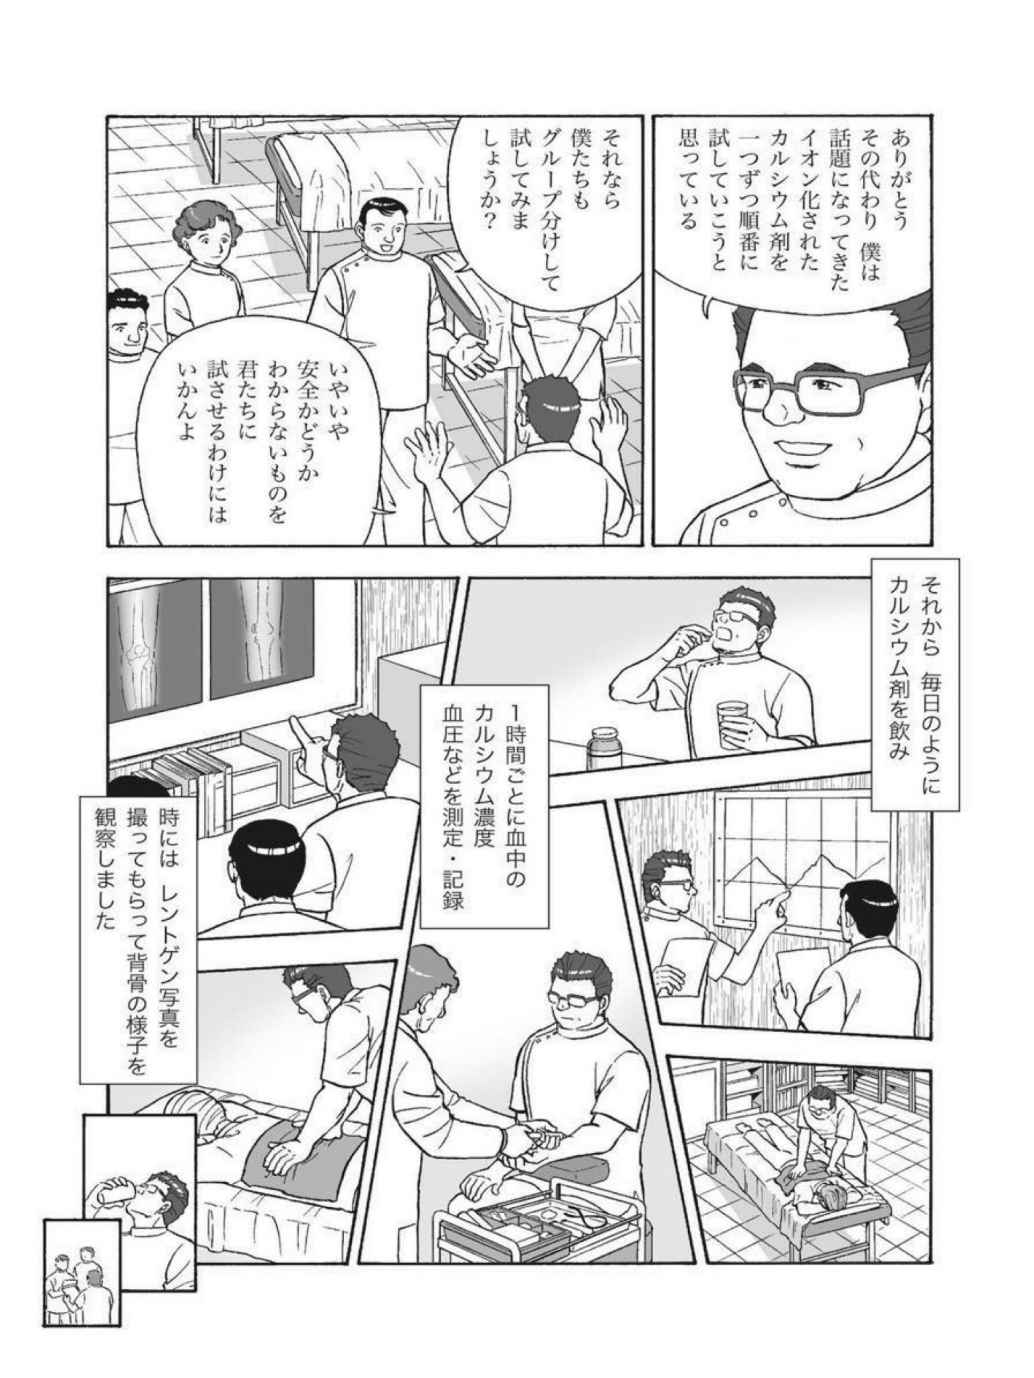 ありがとう
その代わり 僕は
話題になってきた
イオン化された
カルシウム剤を
一つずつ順番に
試していこうと
思っている
それなら
僕たちも
グループ分けして
試してみま
しょうか?
いやいや
安全かどうか
わからないものを
君たちに
試させるわけには
いかんよ
それから 毎日のように
カルシウム剤を飲み
1時間ごとに血中の
カルシウム濃度
血圧などを測定・記録
時には レントゲン写真を
撮ってもらって背骨の様子を
観察しました